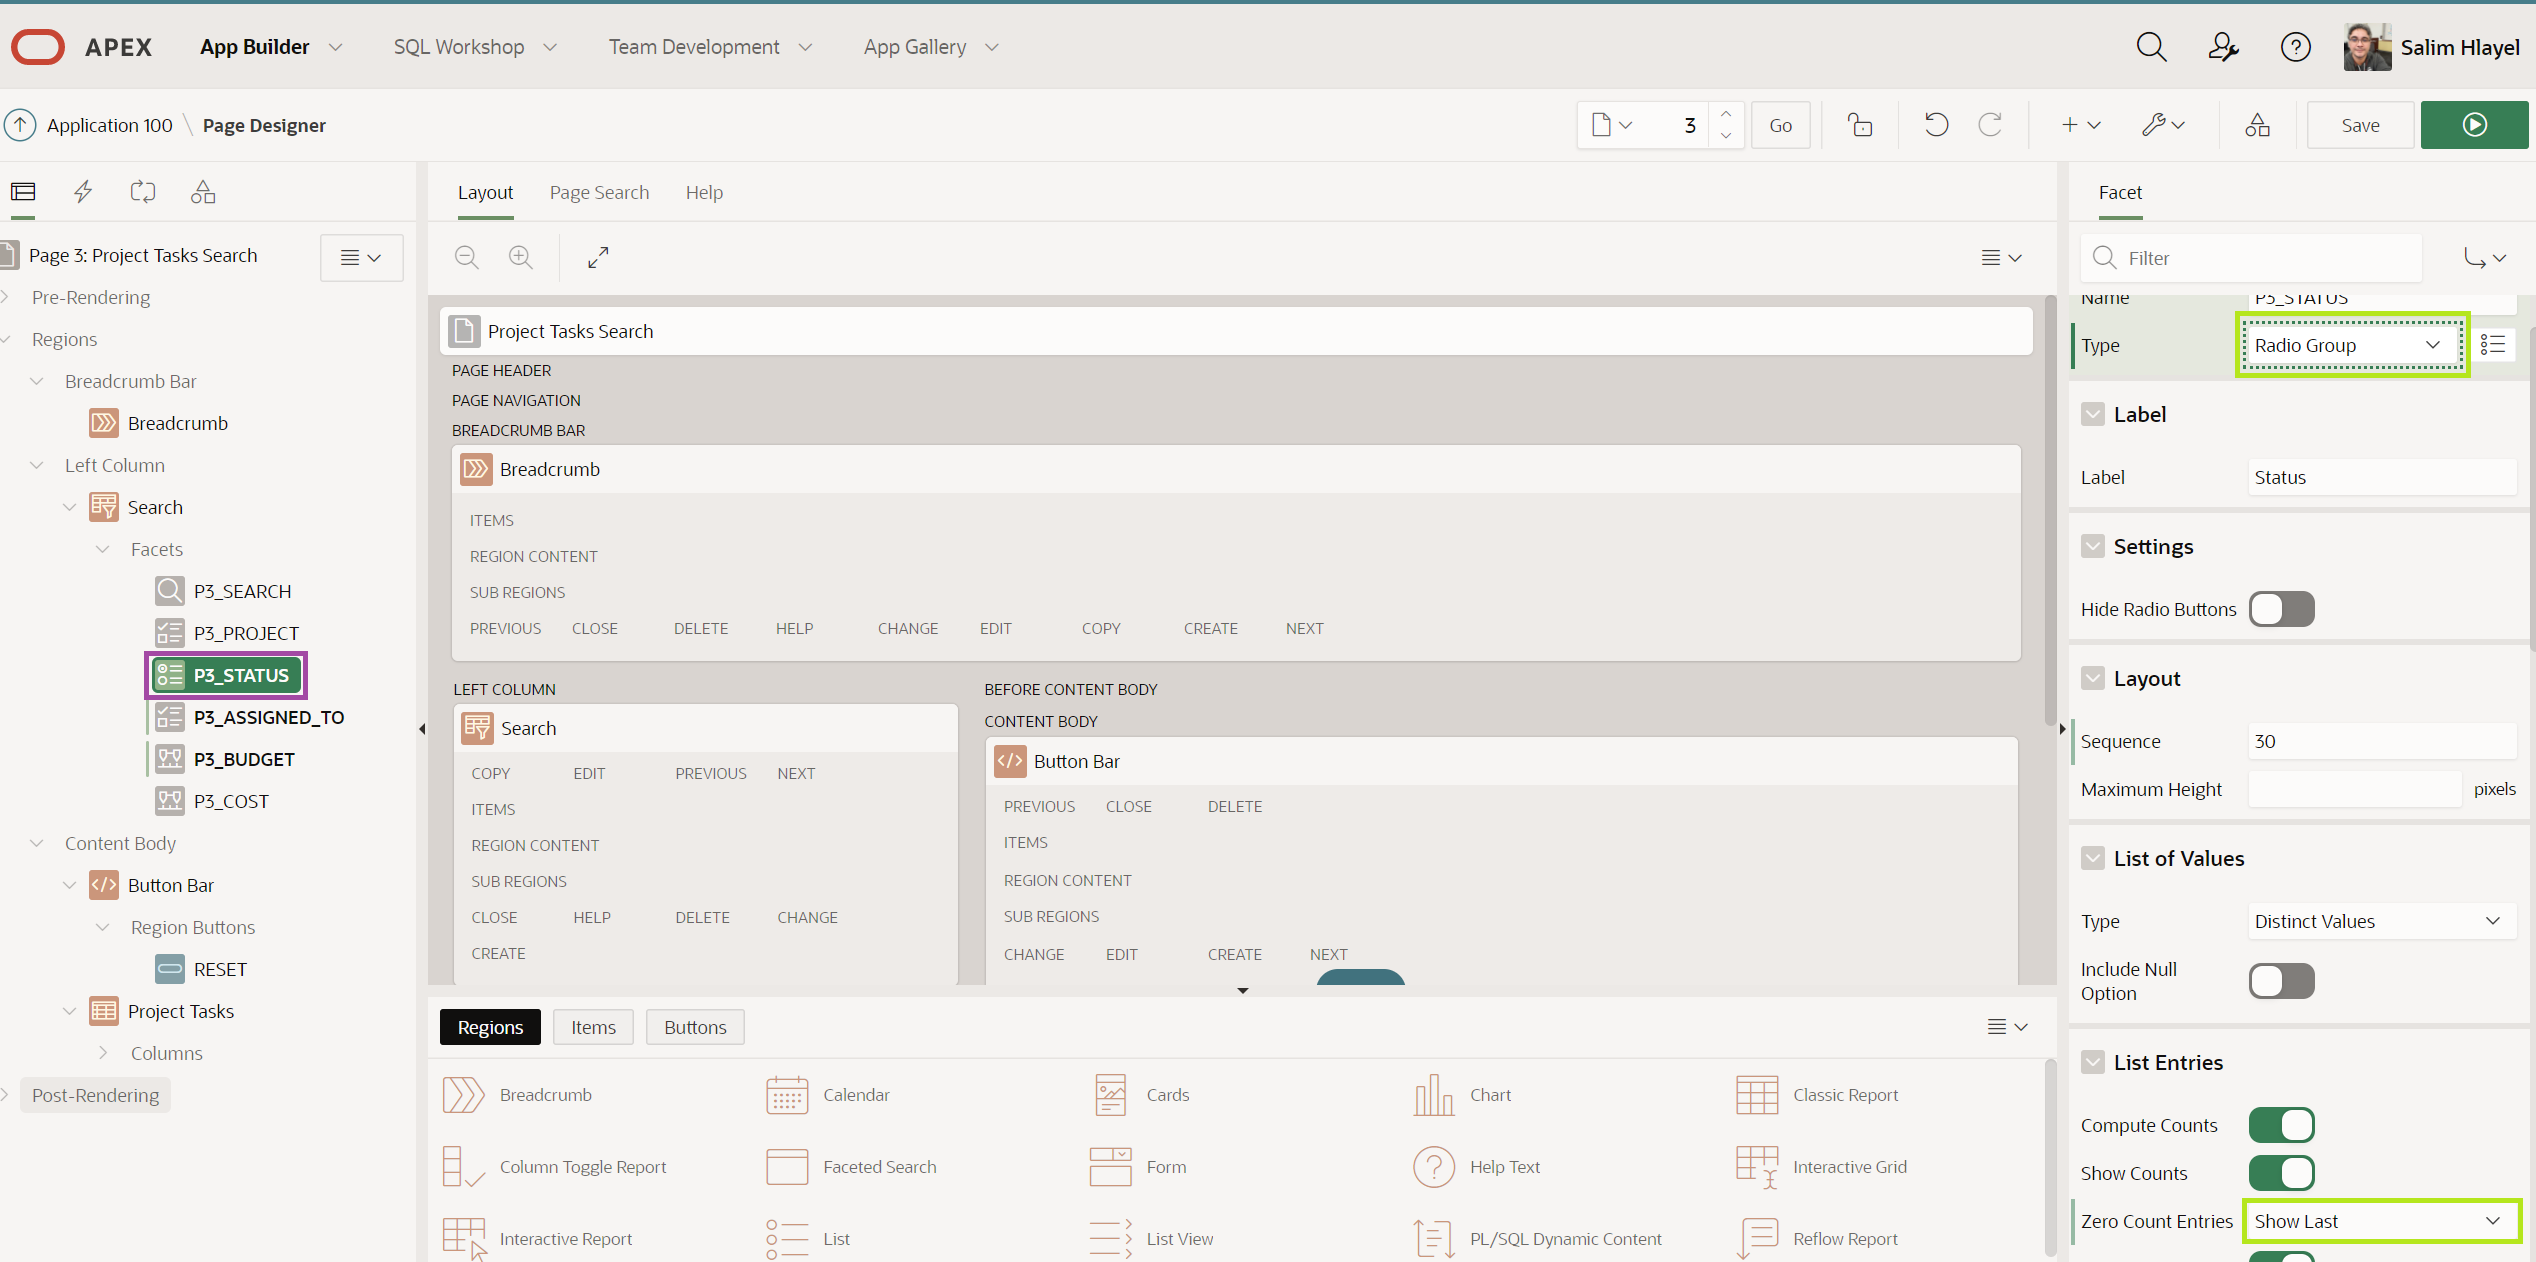 APEX App Builder SQL Workshop Team Development App Gallery Salim Hlayel
Application 100 \ Page Designer 3 Go Save
Layout Page Search Help
Facet
Page 3: Project Tasks Search
Pre-Rendering
Regions
Breadcrumb Bar
Breadcrumb
Left Column
Search
Facets
P3_SEARCH
P3_PROJECT
P3_STATUS
P3_ASSIGNED_TO
P3_BUDGET
P3_COST
Content Body
Button Bar
Region Buttons
RESET
Project Tasks
Columns
Post-Rendering
Project Tasks Search
PAGE HEADER
PAGE NAVIGATION
BREADCRUMB BAR
Breadcrumb
ITEMS
REGION CONTENT
SUB REGIONS
PREVIOUS CLOSE DELETE HELP CHANGE EDIT COPY CREATE NEXT
LEFT COLUMN
Search
COPY EDIT PREVIOUS NEXT
ITEMS
REGION CONTENT
SUB REGIONS
CLOSE HELP DELETE CHANGE
CREATE
BEFORE CONTENT BODY
CONTENT BODY
Button Bar
PREVIOUS CLOSE DELETE
ITEMS
REGION CONTENT
SUB REGIONS
CHANGE EDIT CREATE NEXT
Regions Items Buttons
Breadcrumb Calendar Cards Chart Classic Report
Column Toggle Report Faceted Search Form Help Text Interactive Grid
Interactive Report List List View PL/SQL Dynamic Content Reflow Report
Filter
Name P3_STATUS
Type Radio Group
Label
Label Status
Settings
Hide Radio Buttons
Layout
Sequence 30
Maximum Height pixels
List of Values
Type Distinct Values
Include Null
Option
List Entries
Compute Counts
Show Counts
Zero Count Entries Show Last